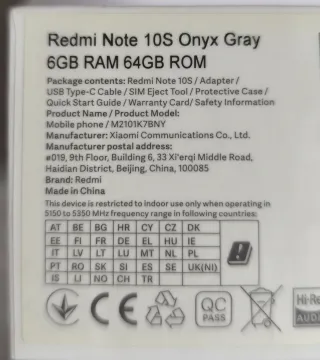 Redmi Note 10S Onyx Gray
6GB RAM 64GB ROM
Package contents: Redmi Note 10S / Adapter /
USB Type-C Cable / SIM Eject Tool / Protective Case /
Quick Start Guide / Warranty Card/ Safety Information
Product Name / Product Model:
Mobile phone / M2101K7BNY
Manufacturer: Xiaomi Communications Co., Ltd.
Manufacturer postal address:
#019, 9th Floor, Building 6, 33 Xi'erqi Middle Road,
Haidian District, Beijing, China, 100085
Brand: Redmi
Made in China
This device is restricted to indoor use only when operating in
5150 to 5350 MHz frequency range in following countries:
AT BE BG HR CY CZ DK
EE FI FR DE EL HU IE
IT LV LT LU MT NL PL
PT RO SK SI ES SE UK(NI)
IS LI NO CH TR
CE
QC
PASS
Hi-Re
AUDI